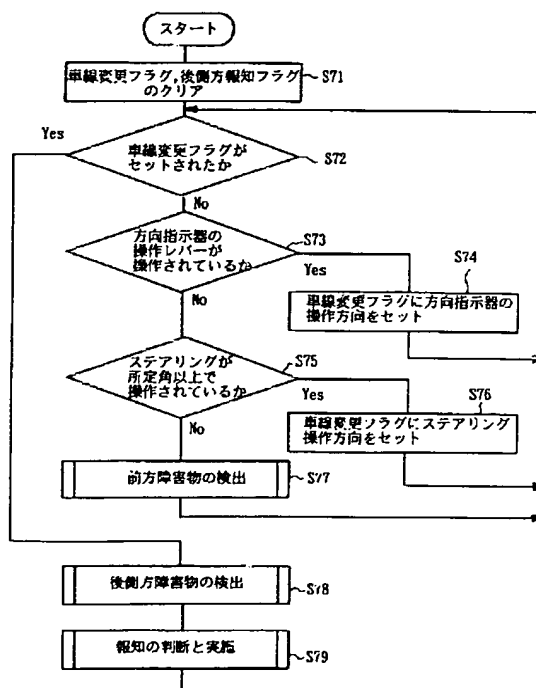 スタート
車線変更フラグ,後側方報知フラグ
のクリア
S71
Yes
車線変更フラグが
セットされたか
S72
No
方向指示器の
操作レバーが
操作されているか
S73
Yes
S74
No
車線変更フラグに方向指示器の
操作方向をセット
ステアリングが
所定角以上で
操作されているか
S75
Yes
S76
No
車線変更フラグにステアリング
操作方向をセット
前方障害物の検出
S77
後側方障害物の検出
S78
報知の判断と実施
S79